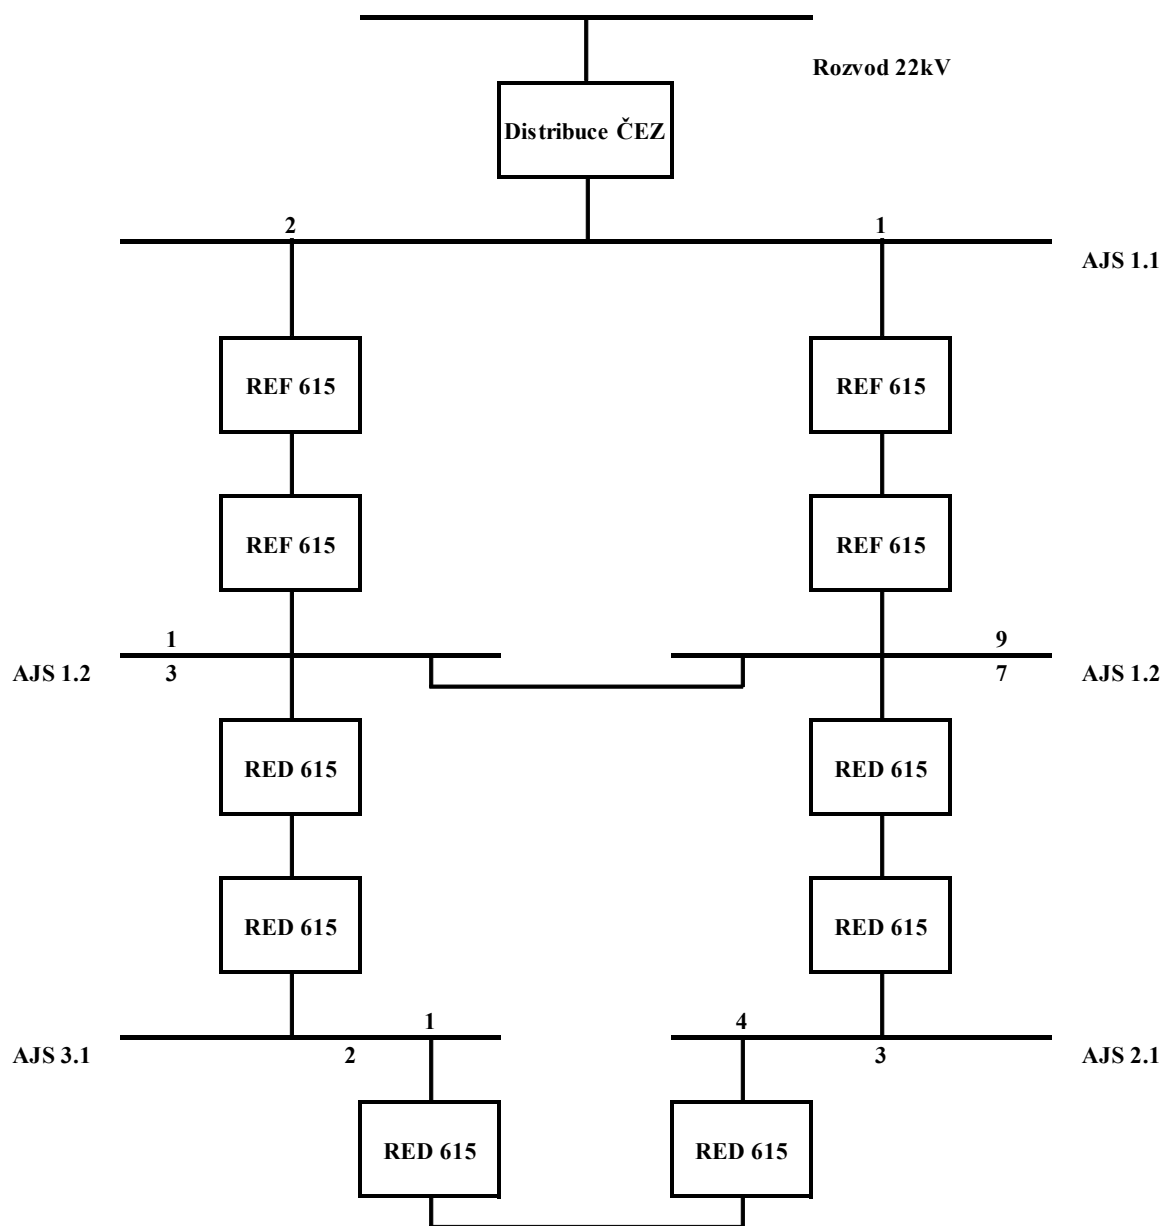 Rozvod 22kV
Distribuce ČEZ
2
1
AJS 1.1
REF 615
REF 615
REF 615
REF 615
1
9
AJS 1.2
3
7
AJS 1.2
RED 615
RED 615
RED 615
RED 615
1
4
AJS 3.1
2
3
AJS 2.1
RED 615
RED 615